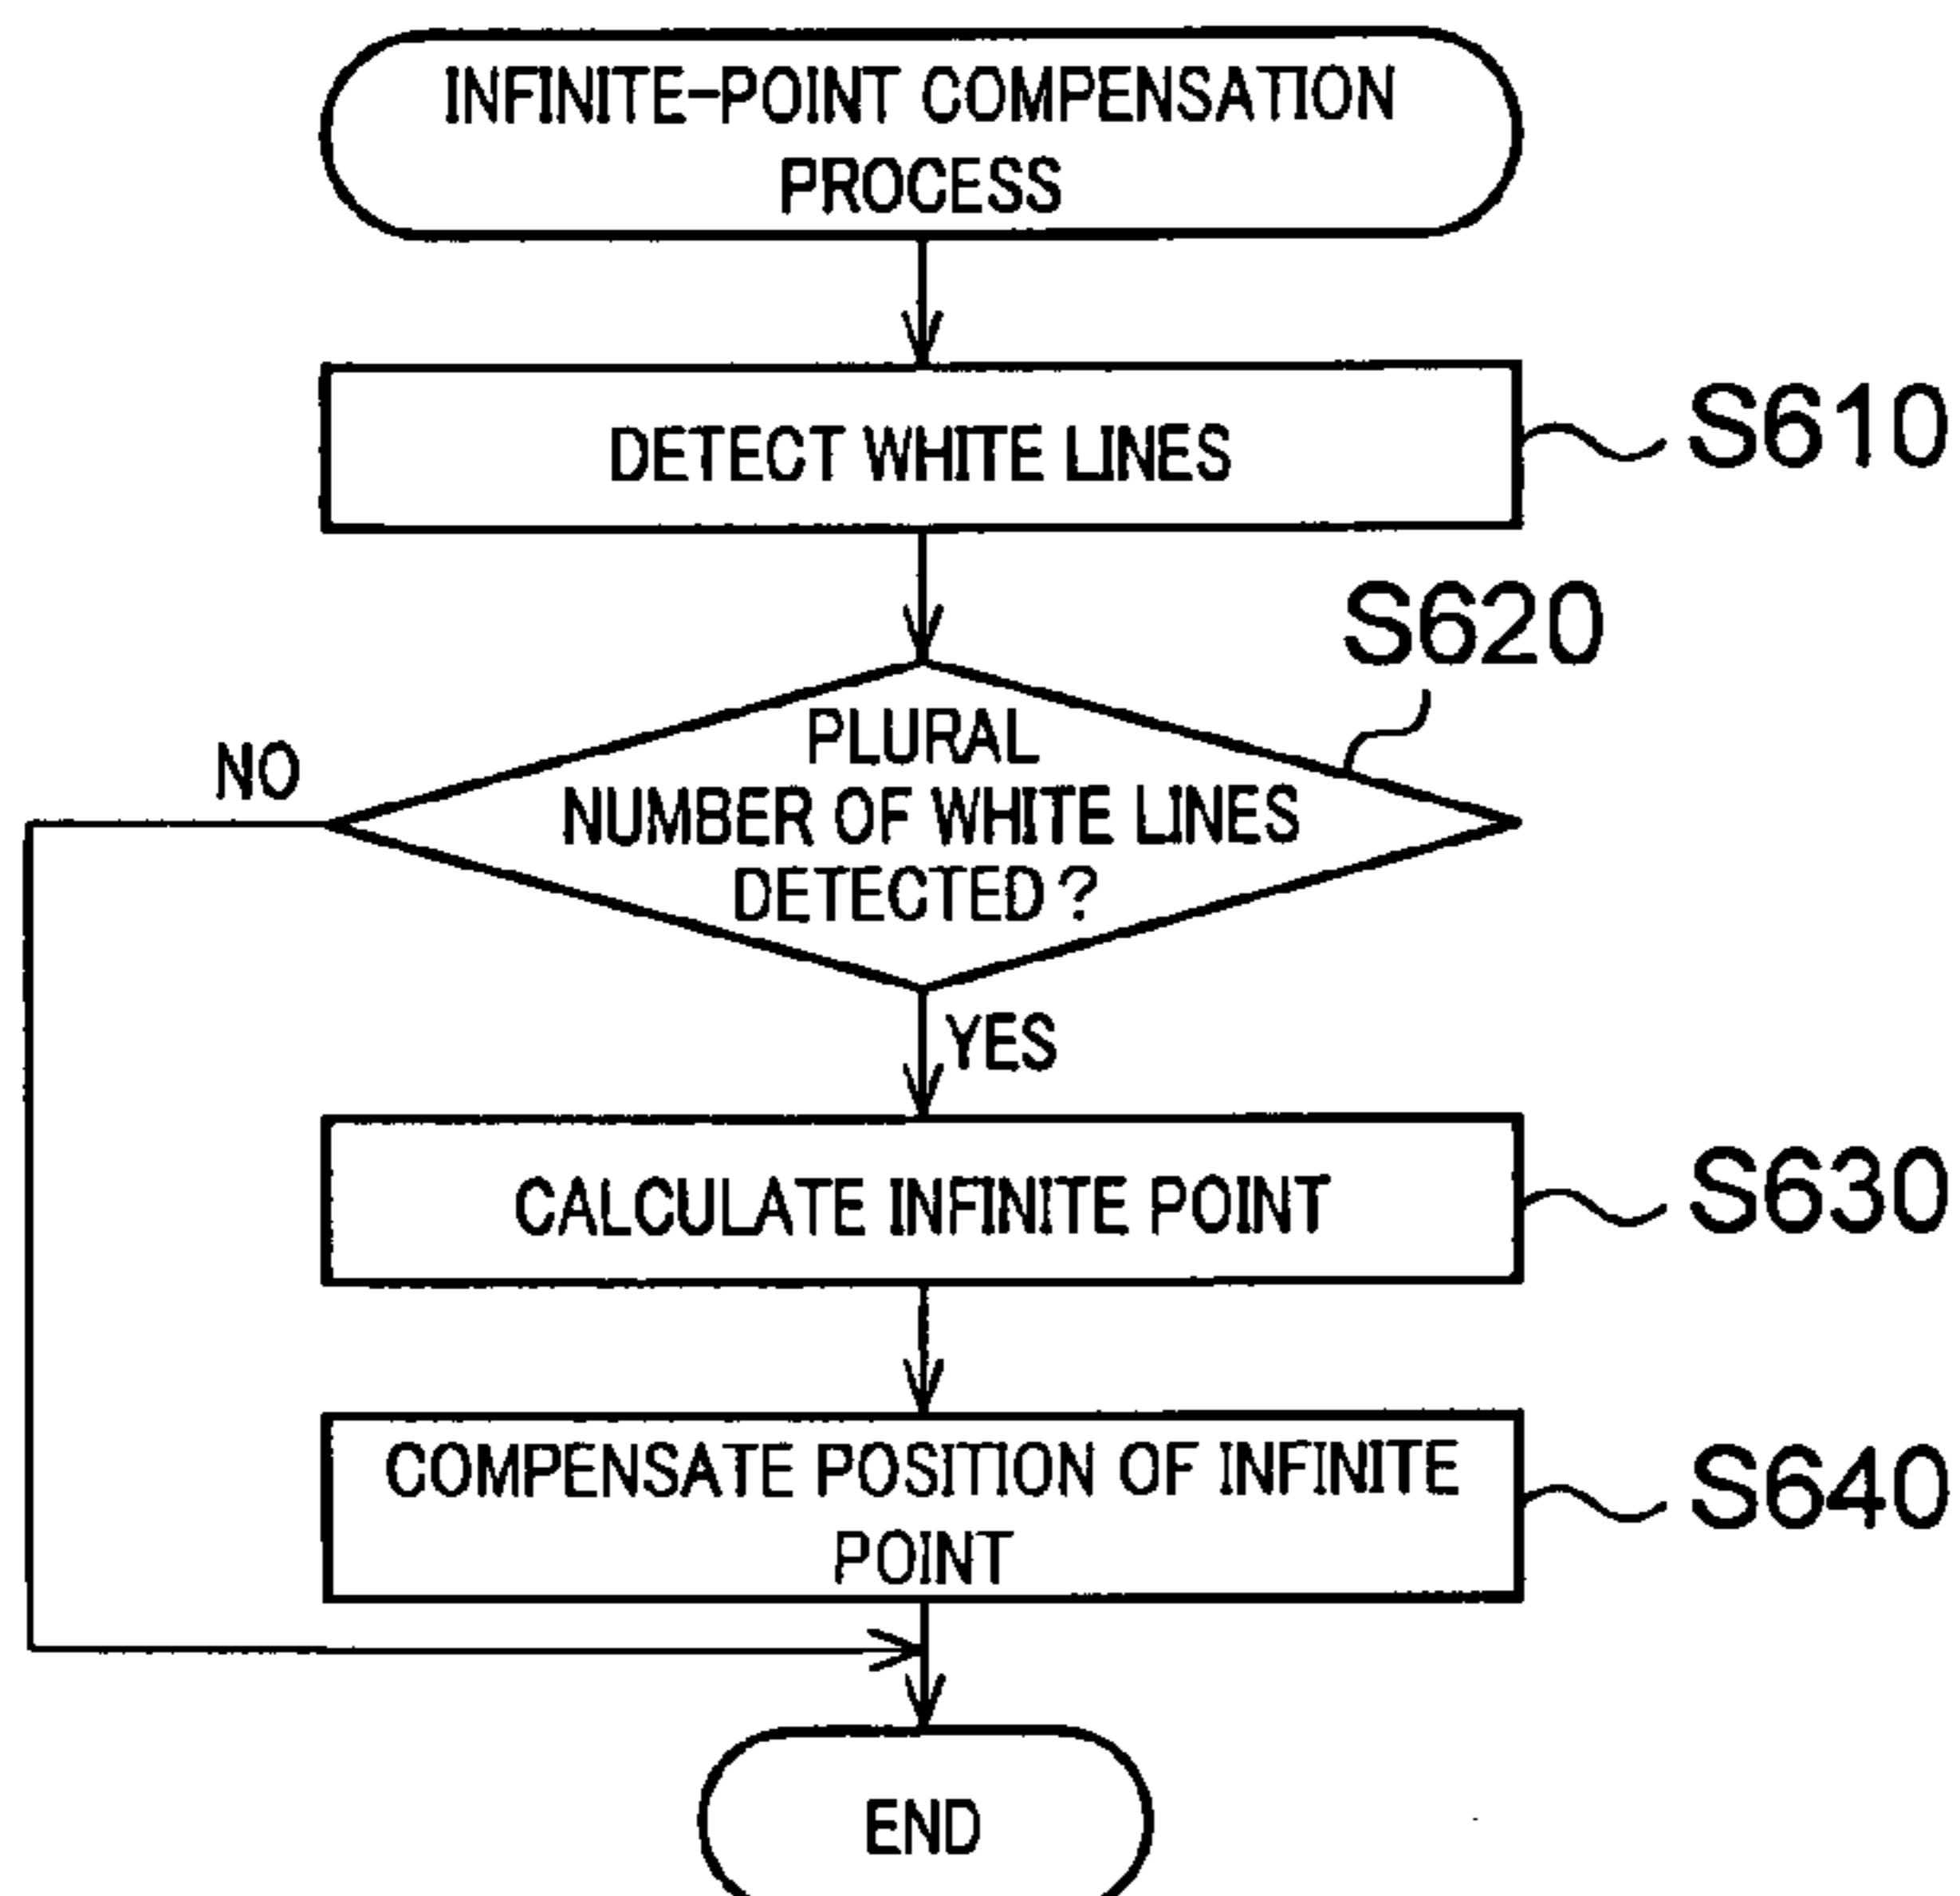 INFINITE-POINT COMPENSATION
PROCESS
DETECT WHITE LINES
S610
S620
PLURAL
NUMBER OF WHITE LINES
DETECTED?
NO
YES
CALCULATE INFINITE POINT
S630
COMPENSATE POSITION OF INFINITE
POINT
S640
END